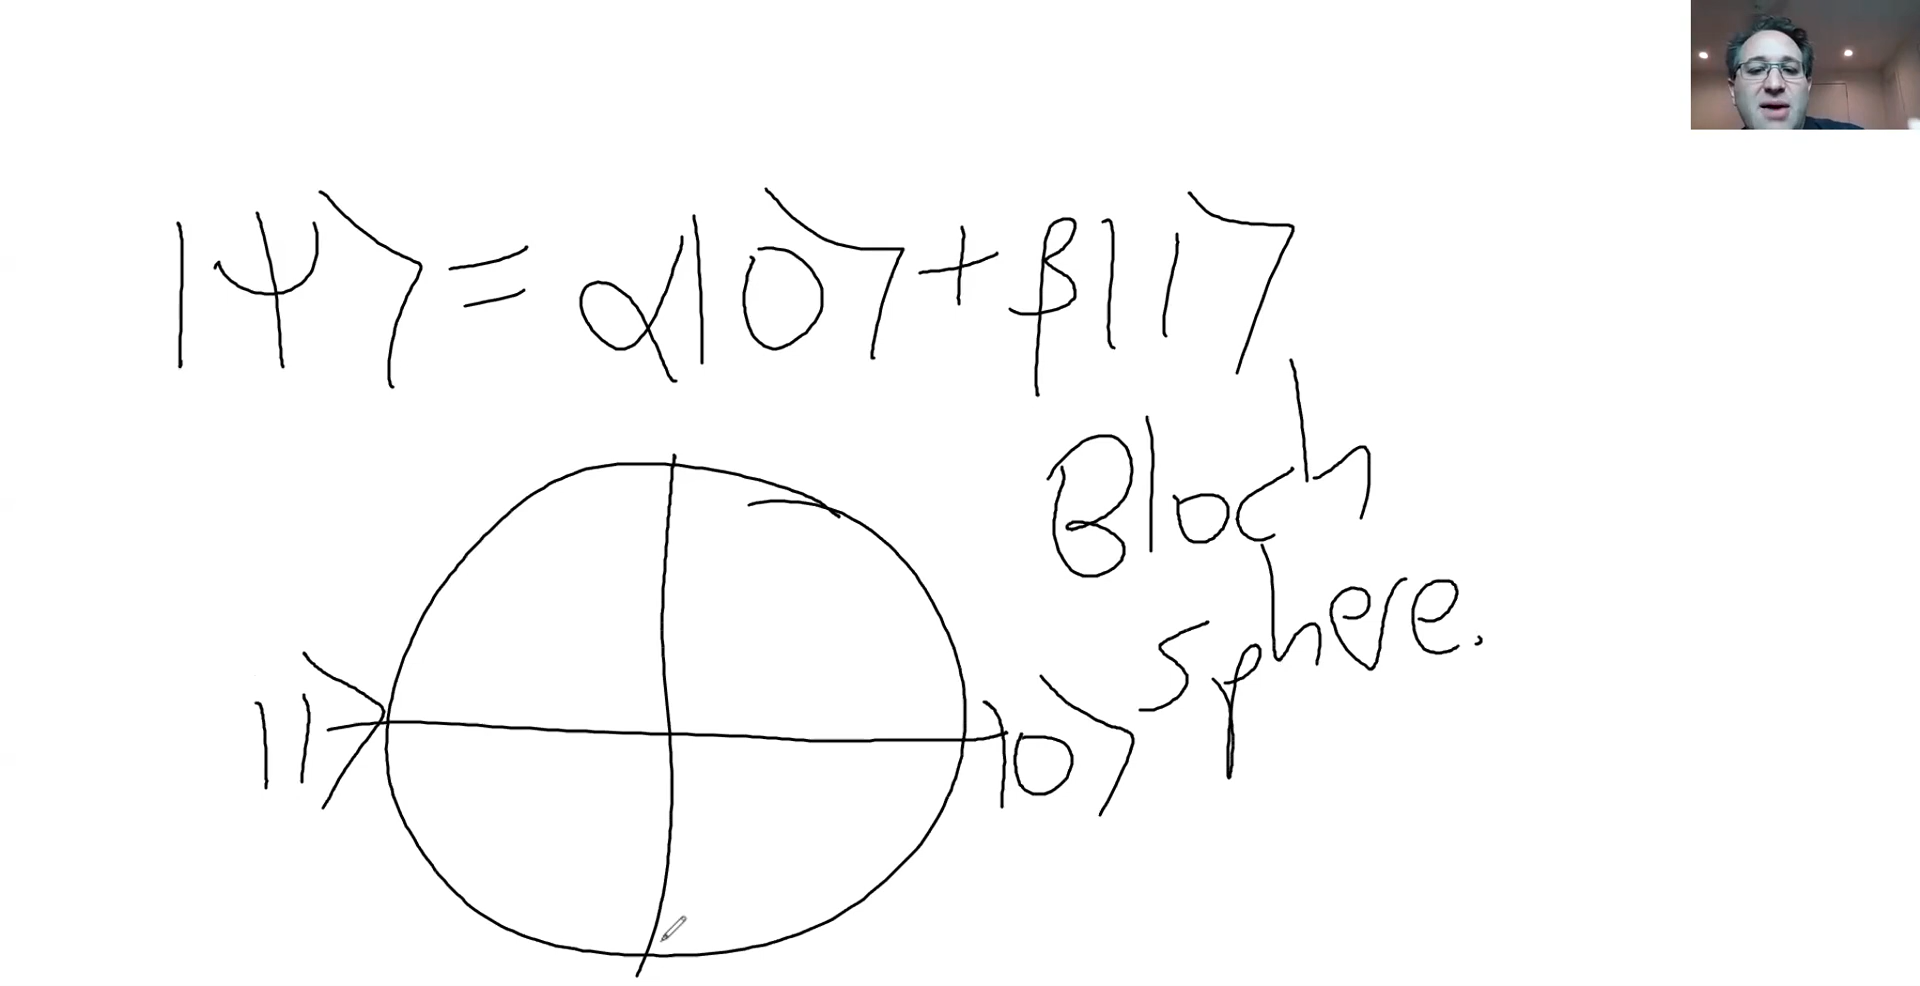 |ψ⟩ = α|0⟩ + β|1⟩
Bloch
sphere.
|1⟩
|0⟩